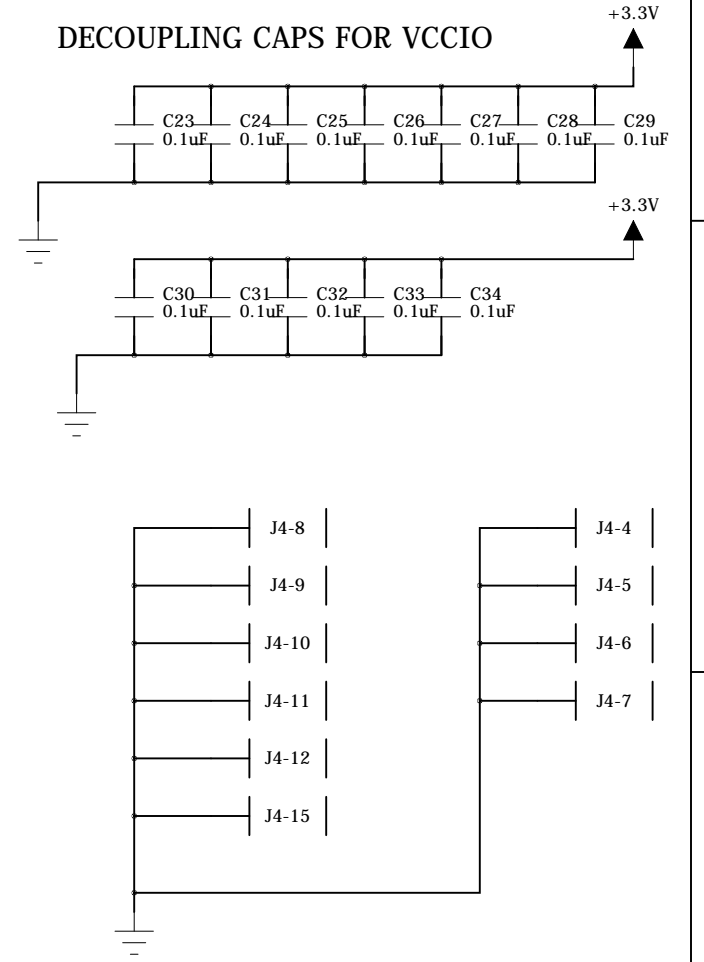 +3.3V
DECOUPLING CAPS FOR VCCIO
C23 C24 C25 C26 C27 C28 C29
0.1uF 0.1uF 0.1uF 0.1uF 0.1uF 0.1uF 0.1uF
+3.3V
C30 C31 C32 C33 C34
0.1uF 0.1uF 0.1uF 0.1uF 0.1uF
J4-8 J4-4
J4-9 J4-5
J4-10 J4-6
J4-11 J4-7
J4-12
J4-15